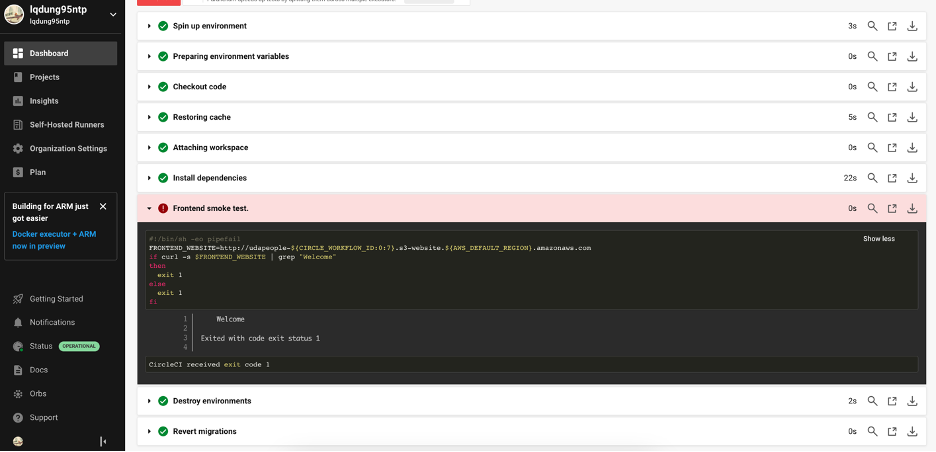 lqdung95ntp
lqdung95ntp
Dashboard
Projects
Insights
Self-Hosted Runners
Organization Settings
Plan
Building for ARM just
got easier
Docker executor + ARM
now in preview
Getting Started
Notifications
Status OPERATIONAL
Docs
Orbs
Support
Spin up environment 3s
Preparing environment variables 0s
Checkout code 0s
Restoring cache 5s
Attaching workspace 0s
Install dependencies 22s
Frontend smoke test. 0s
#!/bin/sh -eo pipefail
Show less
FRONTEND_WEBSITE=http://udapeople-${CIRCLE_WORKFLOW_ID:0:7}.s3-website.${AWS_DEFAULT_REGION}.amazonaws.com
if curl -s $FRONTEND_WEBSITE | grep "Welcome"
then
exit 1
else
exit 1
fi
1 Welcome
2
3 Exited with code exit status 1
4
CircleCI received exit code 1
Destroy environments 2s
Revert migrations 0s